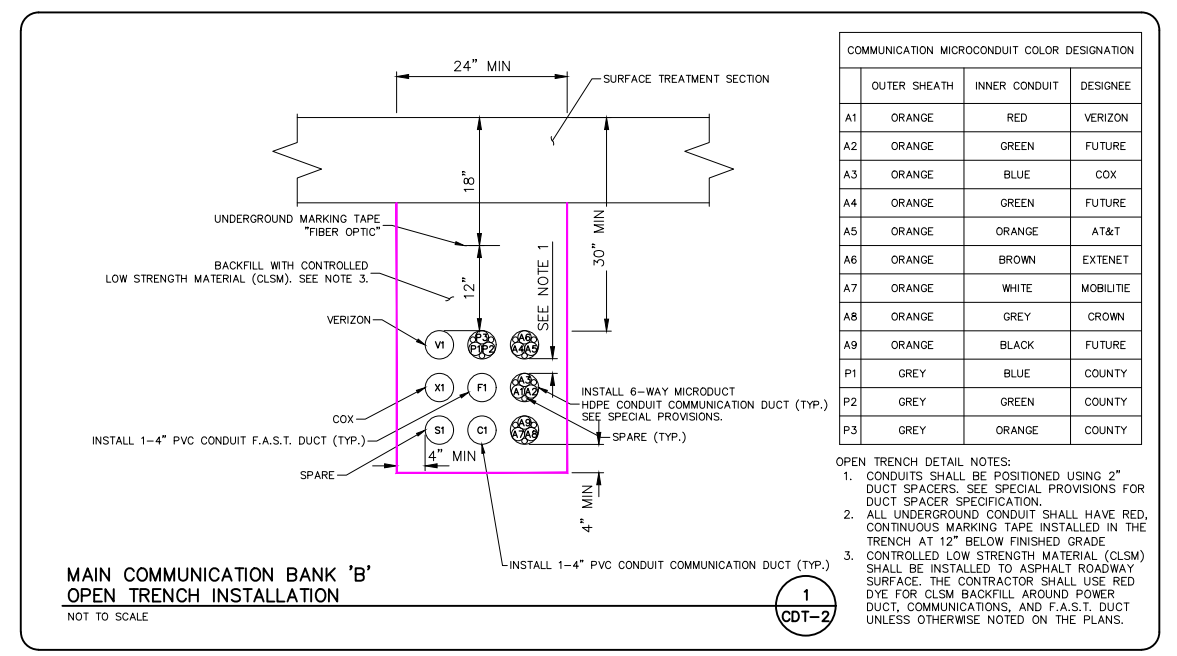 24" MIN
SURFACE TREATMENT SECTION
18"
UNDERGROUND MARKING TAPE
"FIBER OPTIC"
30" MIN
SEE NOTE 1
BACKFILL WITH CONTROLLED
LOW STRENGTH MATERIAL (CLSM). SEE NOTE 3.
12"
VERIZON
V1
P3
P1 P2
A6
A4 A5
X1
F1
A3
A1 A2
INSTALL 6-WAY MICRODUCT
HDPE CONDUIT COMMUNICATION DUCT (TYP.)
SEE SPECIAL PROVISIONS.
COX
INSTALL 1-4" PVC CONDUIT F.A.S.T. DUCT (TYP.)
S1
C1
A9
A7 A8
SPARE (TYP.)
SPARE
4" MIN
4" MIN
INSTALL 1-4" PVC CONDUIT COMMUNICATION DUCT (TYP.)
MAIN COMMUNICATION BANK 'B'
OPEN TRENCH INSTALLATION
NOT TO SCALE
1
CDT-2
COMMUNICATION MICROCONDUIT COLOR DESIGNATION
OUTER SHEATH INNER CONDUIT DESIGNEE
A1 ORANGE RED VERIZON
A2 ORANGE GREEN FUTURE
A3 ORANGE BLUE COX
A4 ORANGE GREEN FUTURE
A5 ORANGE ORANGE AT&T
A6 ORANGE BROWN EXTENET
A7 ORANGE WHITE MOBILITIE
A8 ORANGE GREY CROWN
A9 ORANGE BLACK FUTURE
P1 GREY BLUE COUNTY
P2 GREY GREEN COUNTY
P3 GREY ORANGE COUNTY
OPEN TRENCH DETAIL NOTES:
1. CONDUITS SHALL BE POSITIONED USING 2"
DUCT SPACERS. SEE SPECIAL PROVISIONS FOR
DUCT SPACER SPECIFICATION.
2. ALL UNDERGROUND CONDUIT SHALL HAVE RED,
CONTINUOUS MARKING TAPE INSTALLED IN THE
TRENCH AT 12" BELOW FINISHED GRADE
3. CONTROLLED LOW STRENGTH MATERIAL (CLSM)
SHALL BE INSTALLED TO ASPHALT ROADWAY
SURFACE. THE CONTRACTOR SHALL USE RED
DYE FOR CLSM BACKFILL AROUND POWER
DUCT, COMMUNICATIONS, AND F.A.S.T. DUCT
UNLESS OTHERWISE NOTED ON THE PLANS.